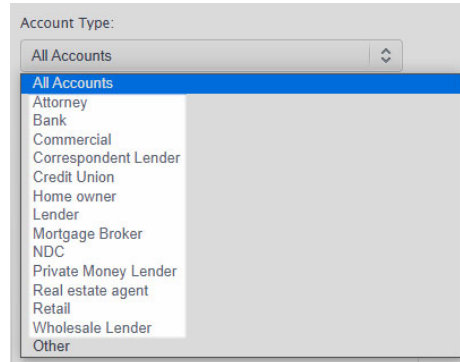 Account Type:
All Accounts
All Accounts
Attorney
Bank
Commercial
Correspondent Lender
Credit Union
Home owner
Lender
Mortgage Broker
NDC
Private Money Lender
Real estate agent
Retail
Wholesale Lender
Other